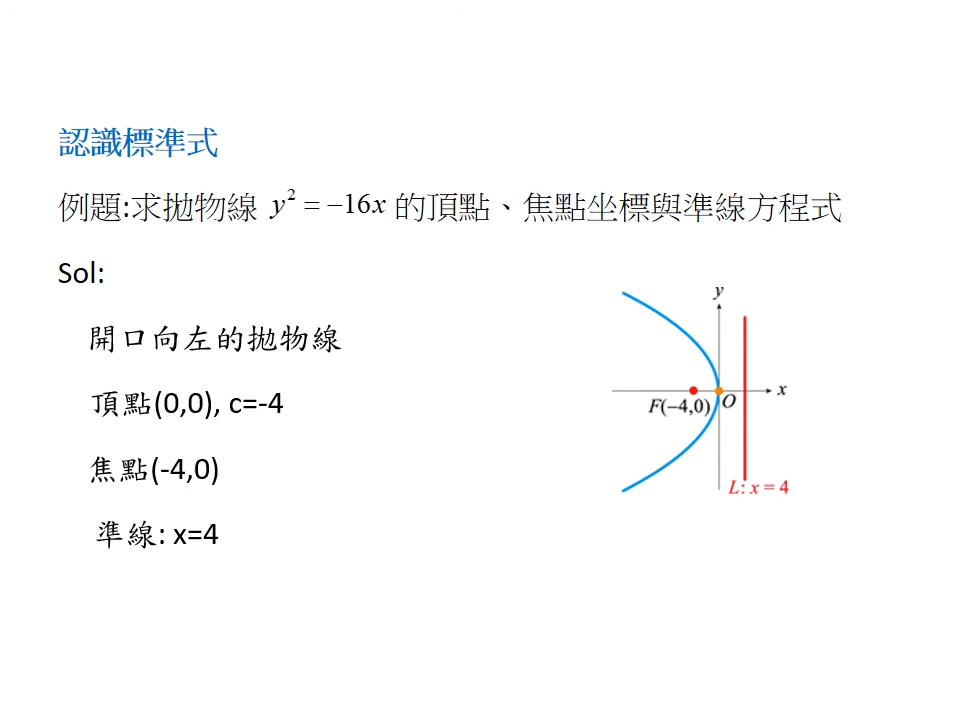 認識標準式
例題:求拋物線 y² = −16x 的頂點、焦點坐標與準線方程式
Sol:
開口向左的拋物線
頂點(0,0), c=-4
焦點(-4,0)
準線: x=4
y
x
F(−4,0)
O
L: x = 4